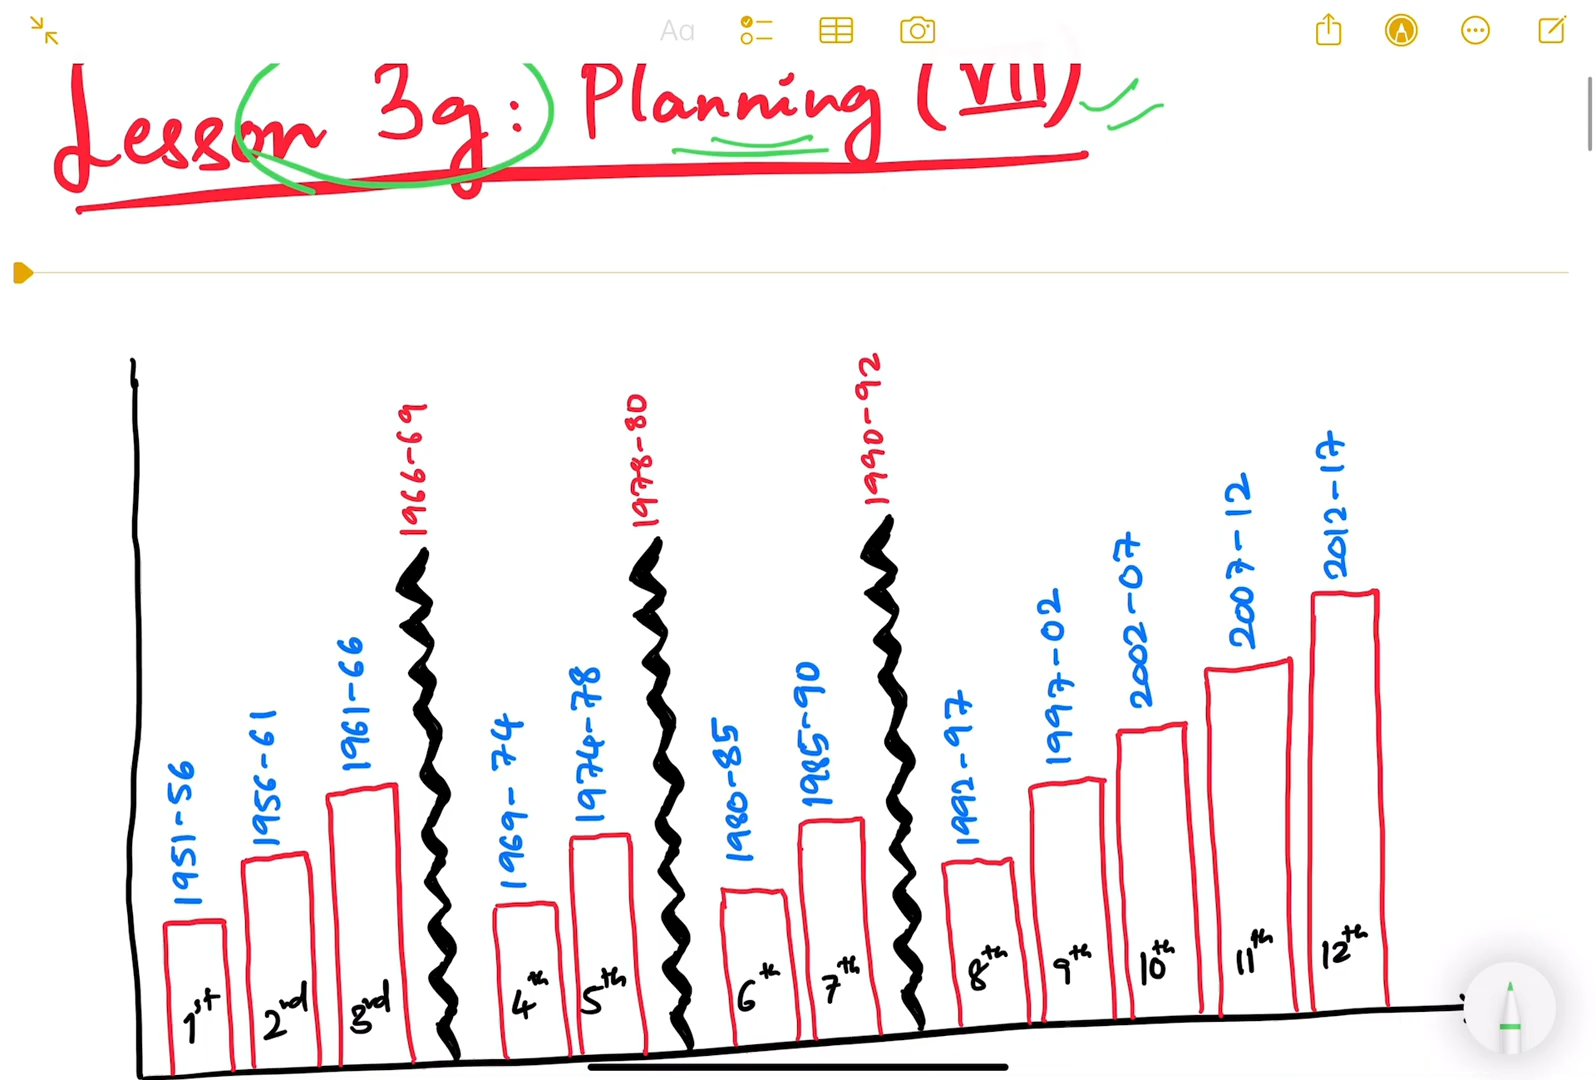 Aa
Lesson 3g: Planning (VII)
1951-56
1956-61
1961-66
1966-69
1969-74
1974-78
1978-80
1980-85
1985-90
1990-92
1992-97
1997-02
2002-07
2007-12
2012-17
1st
2nd
3rd
4th
5th
6th
7th
8th
9th
10th
11th
12th